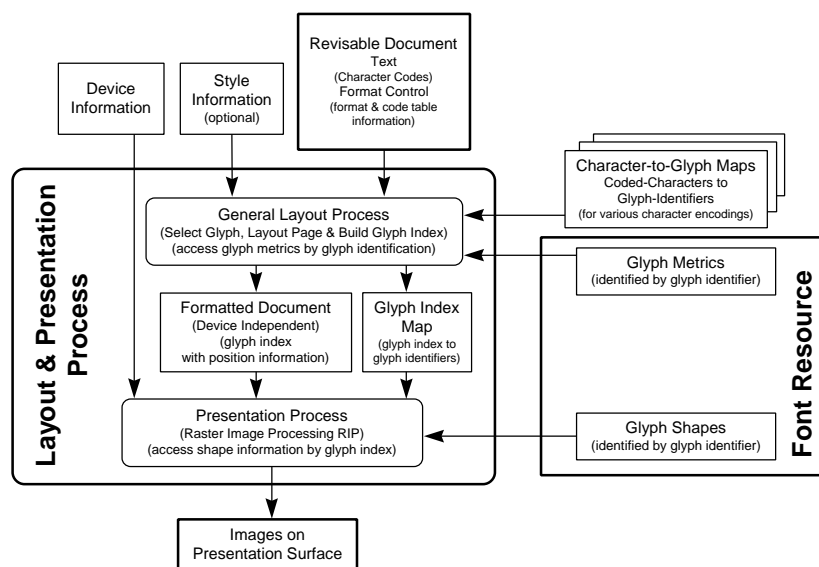 Revisable Document
Text
(Character Codes)
Format Control
(format & code table
information)
Device
Information
Style
Information
(optional)
Character-to-Glyph Maps
Coded-Characters to
Glyph-Identifiers
(for various character encodings)
Layout & Presentation
Process
General Layout Process
(Select Glyph, Layout Page & Build Glyph Index)
(access glyph metrics by glyph identification)
Glyph Metrics
(identified by glyph identifier)
Formatted Document
(Device Independent)
(glyph index
with position information)
Glyph Index
Map
(glyph index to
glyph identifiers)
Font Resource
Presentation Process
(Raster Image Processing RIP)
(access shape information by glyph index)
Glyph Shapes
(identified by glyph identifier)
Images on
Presentation Surface